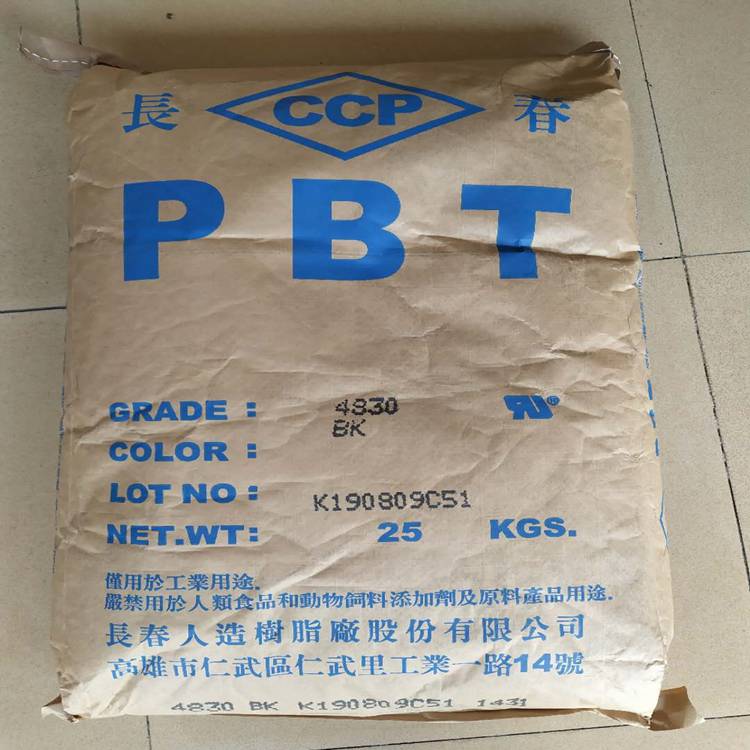 長 CCP 春
PBT
GRADE : 4830
BK
COLOR :
LOT NO : K190809C51
NET.WT: 25 KGS.
僅用於工業用途.
嚴禁用於人類食品和動物飼料添加劑及原料產品用途.
長春人造樹脂廠股份有限公司
高雄市仁武區仁武里工業一路14號
4830 BK K190809C51 1431